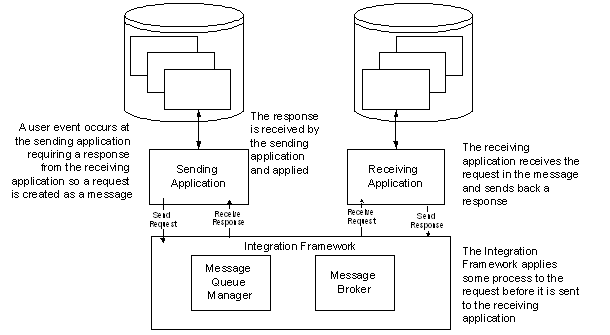 A user event occurs at
the sending application
requiring a response
from the receiving
application so a request
is created as a message
The response
is received by
the sending
application
and applied
Sending
Application
Receiving
Application
The receiving
application receives the
request in the message
and sends back a
response
Send
Request
Receive
Response
Receive
Request
Send
Response
Integration Framework
Message
Queue
Manager
Message
Broker
The Integration
Framework applies
some process to the
request before it is sent
to the receiving
application